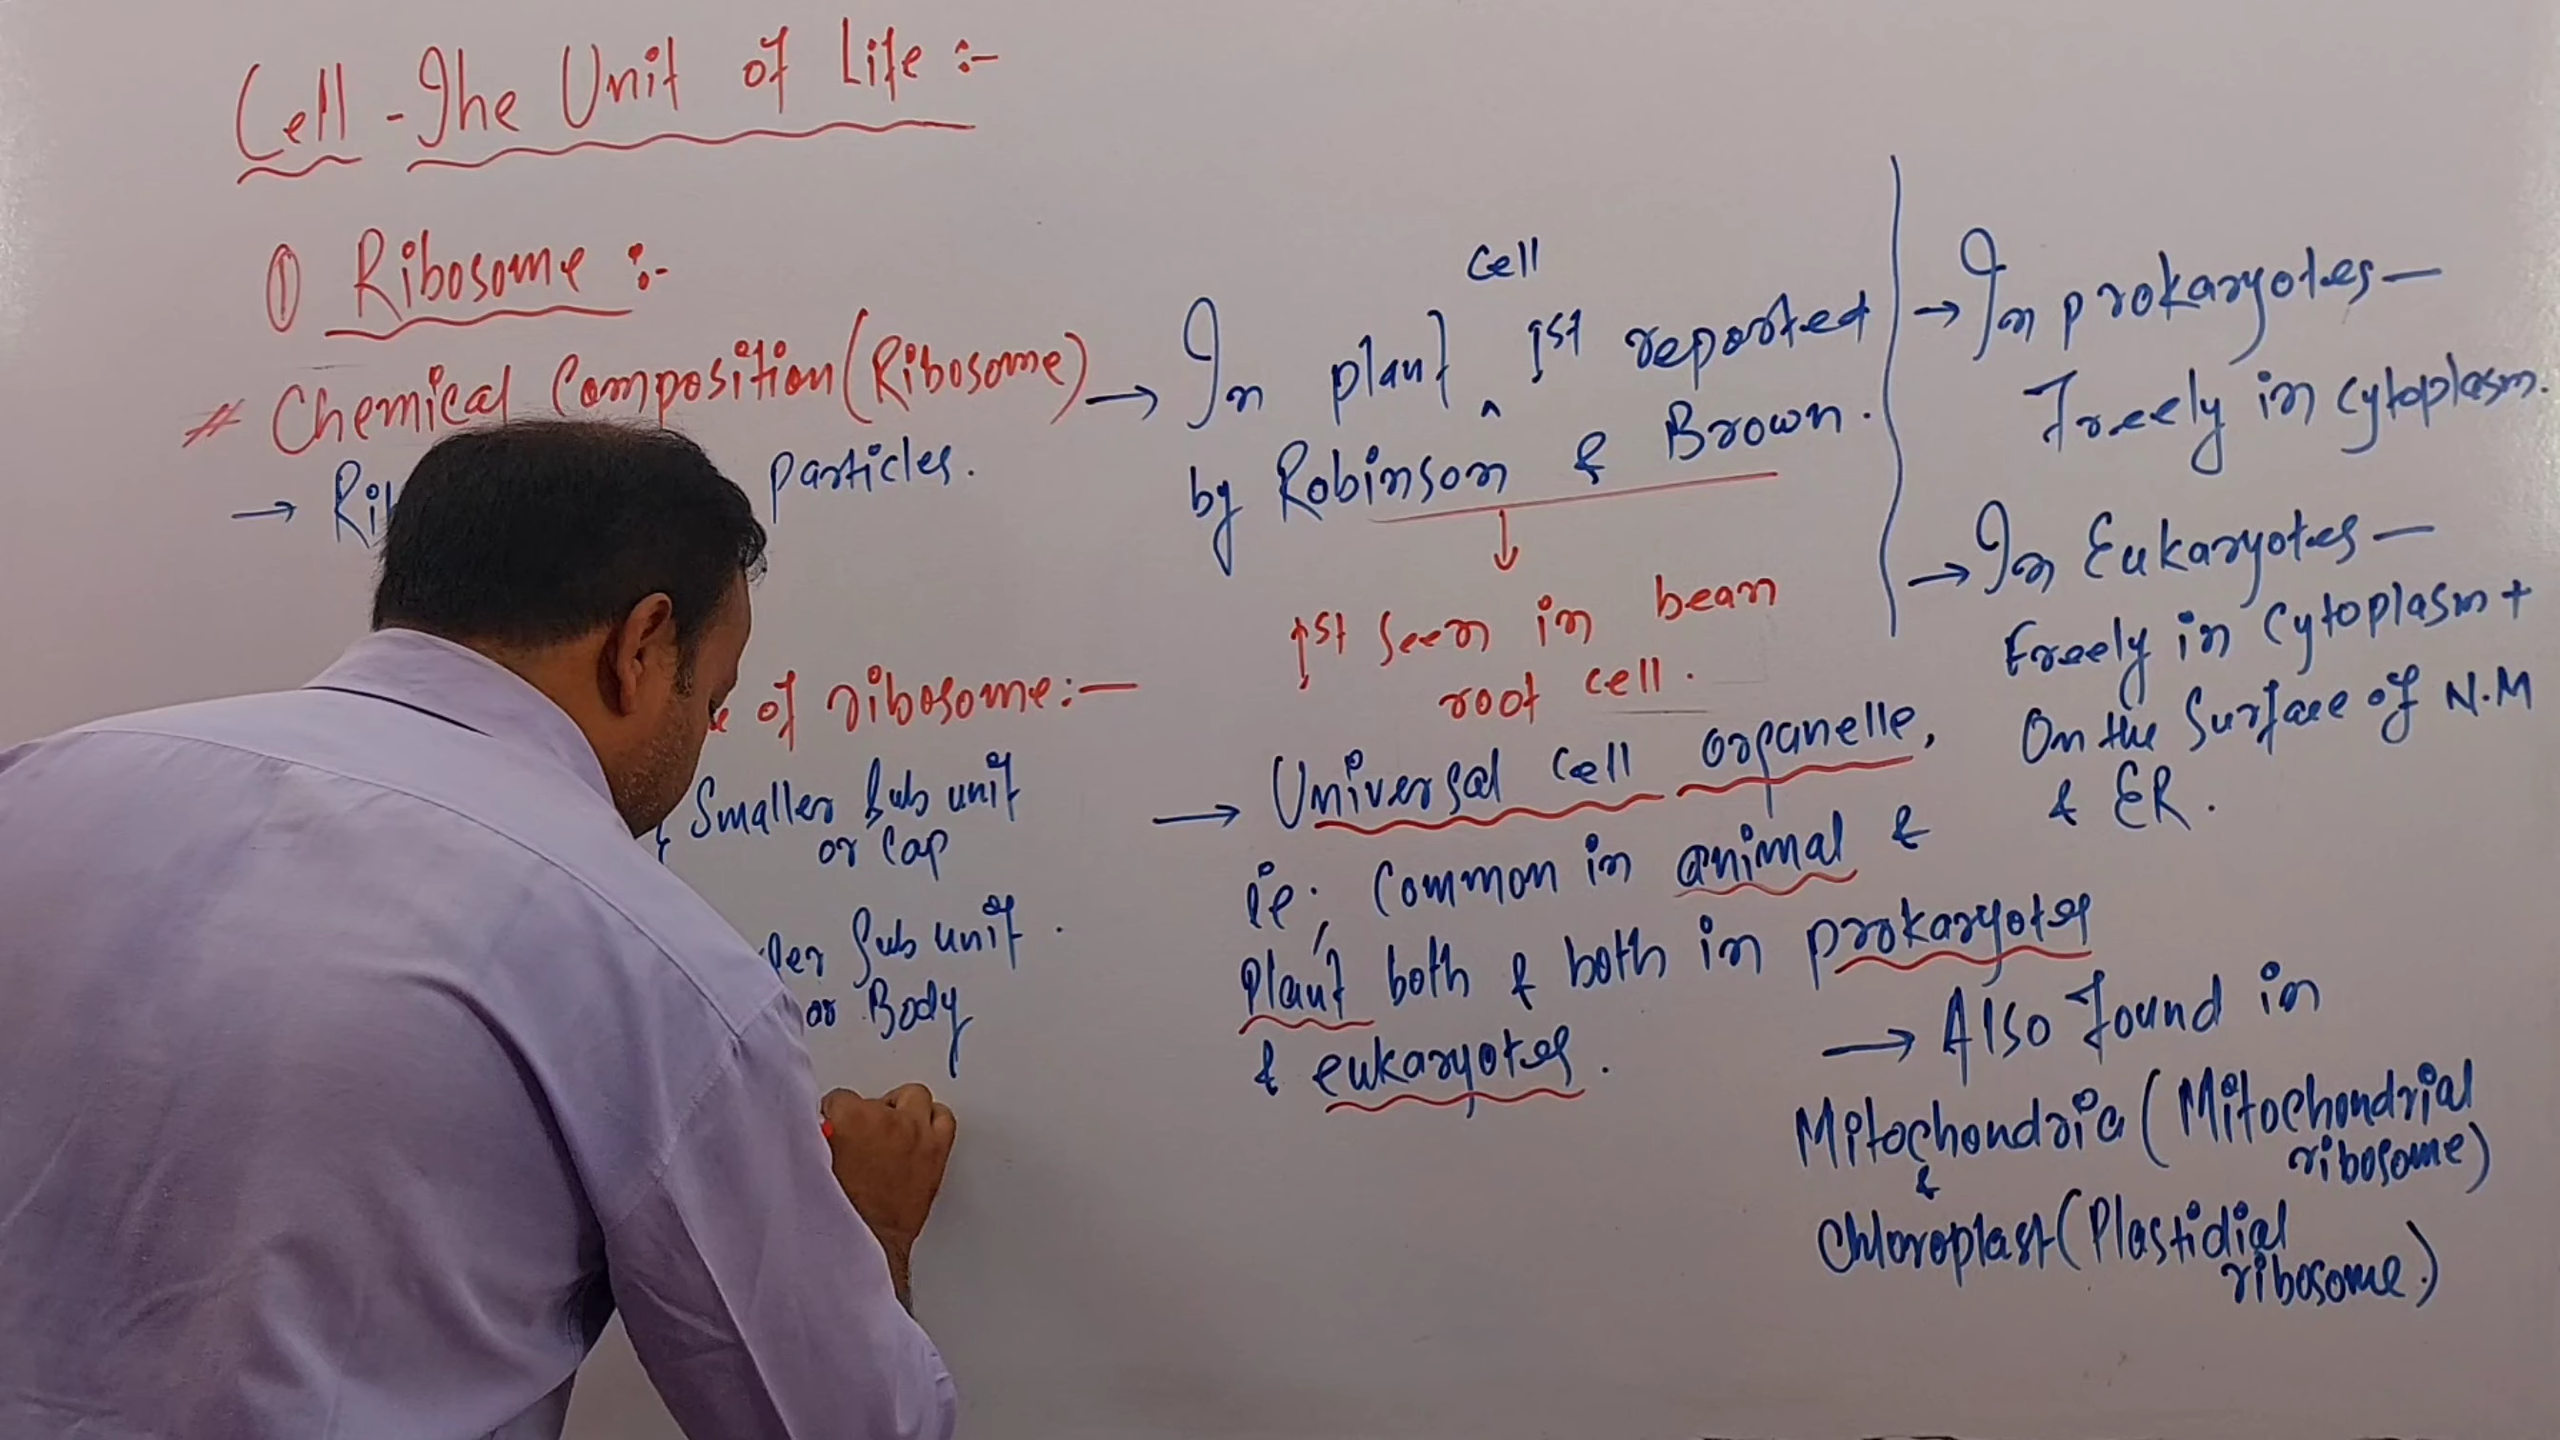 Cell - The Unit of Life :-
① Ribosome :-
# Chemical Composition (Ribosome)
→ particles.
of ribosome :-
Smaller Sub unit
or Cap
Sub unit.
or Body
Cell
→ In plant ^ 1st reported
by Robinson & Brown.
↓
1st seen in bean
root cell.
→ Universal cell organelle,
ie; Common in animal &
Plant both & both in prokaryotes
& eukaryotes.
→ In prokaryotes —
Freely in cytoplasm.
→ In Eukaryotes —
Freely in cytoplasm +
On the Surface of N.M
& ER.
→ Also Found in
Mitochondria (Mitochondrial
ribosome)
&
Chloroplast (Plastidial
ribosome.)